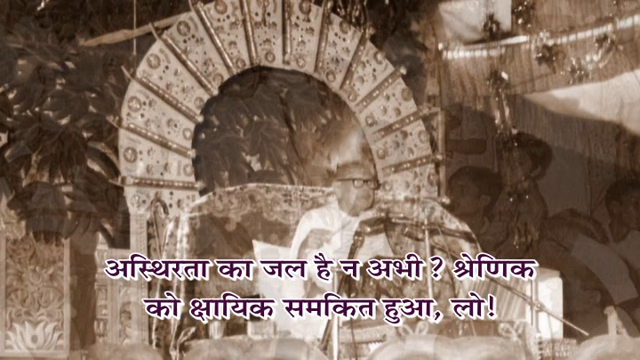 अस्थिरता का जल है न अभी? श्रेणिक
को क्षायिक समकित हुआ, लो!